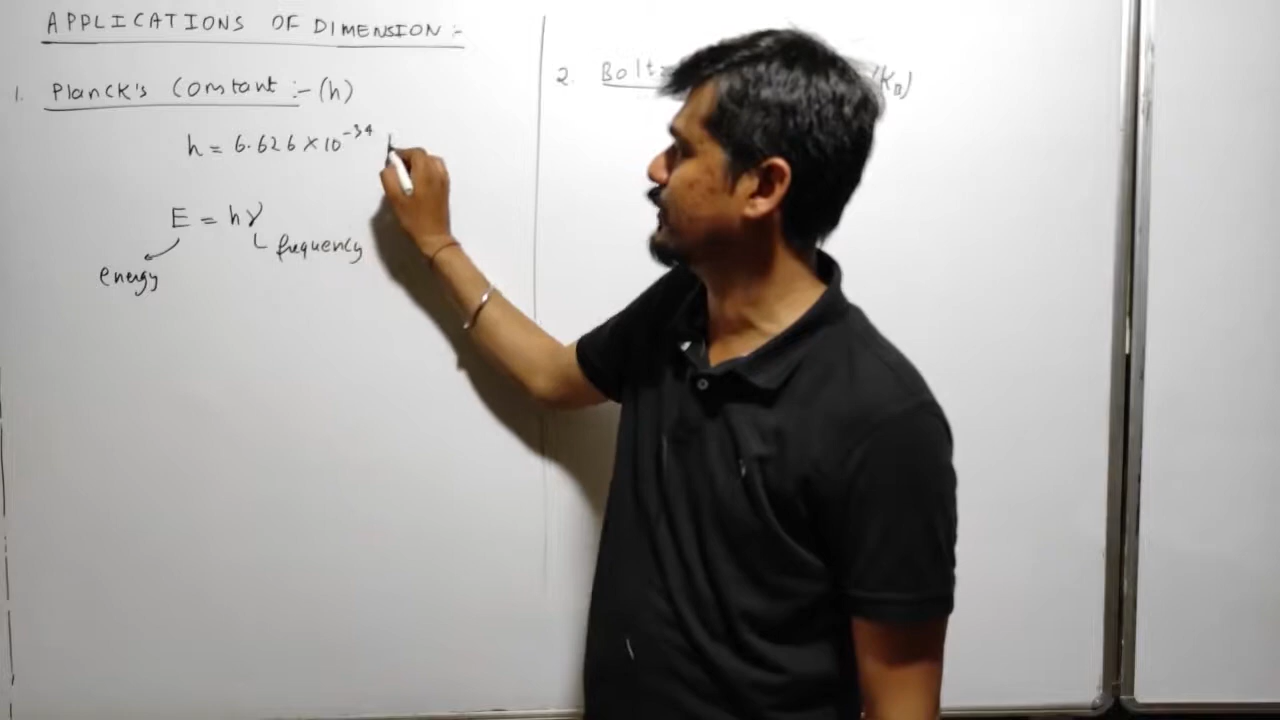 APPLICATIONS OF DIMENSION :-
1. Planck's Constant :- (h)
h = 6.626 × 10⁻³⁴
E = hν
frequency
energy
2. Boltz (K_B)